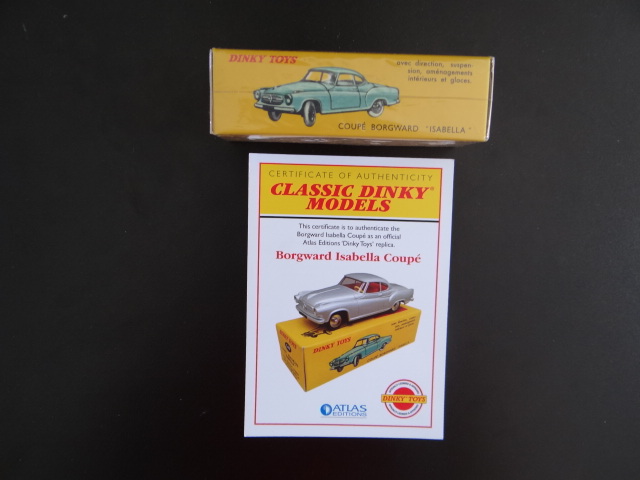 DINKY TOYS
avec direction, suspen-
sion, aménagements
intérieurs et glaces.
COUPÉ BORGWARD "ISABELLA"
CERTIFICATE OF AUTHENTICITY
CLASSIC DINKY®
MODELS
This certificate is to authenticate the
Borgward Isabella Coupé as an official
Atlas Editions 'Dinky Toys' replica.
Borgward Isabella Coupé
DINKY TOYS
ATLAS
EDITIONS
DINKY TOYS